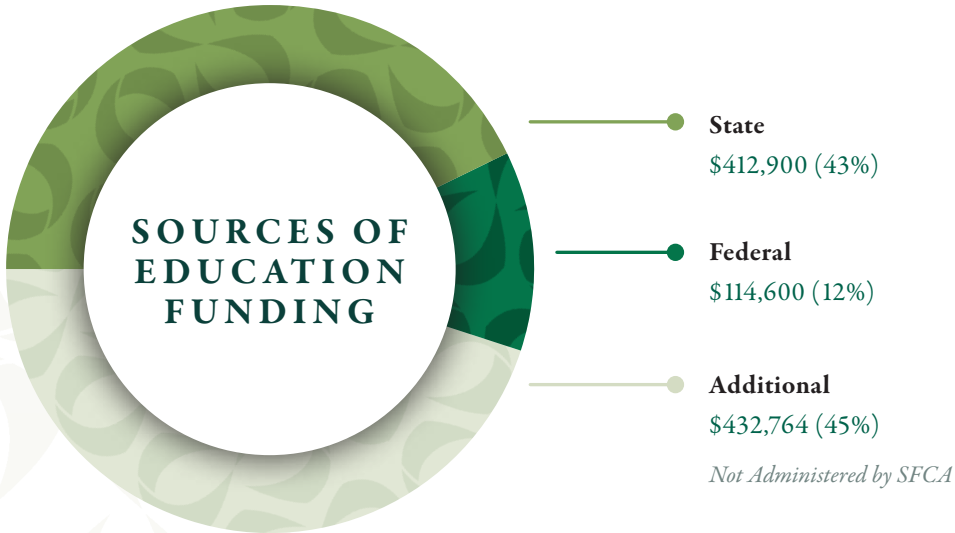 SOURCES OF
EDUCATION
FUNDING
State
$412,900 (43%)
Federal
$114,600 (12%)
Additional
$432,764 (45%)
Not Administered by SFCA